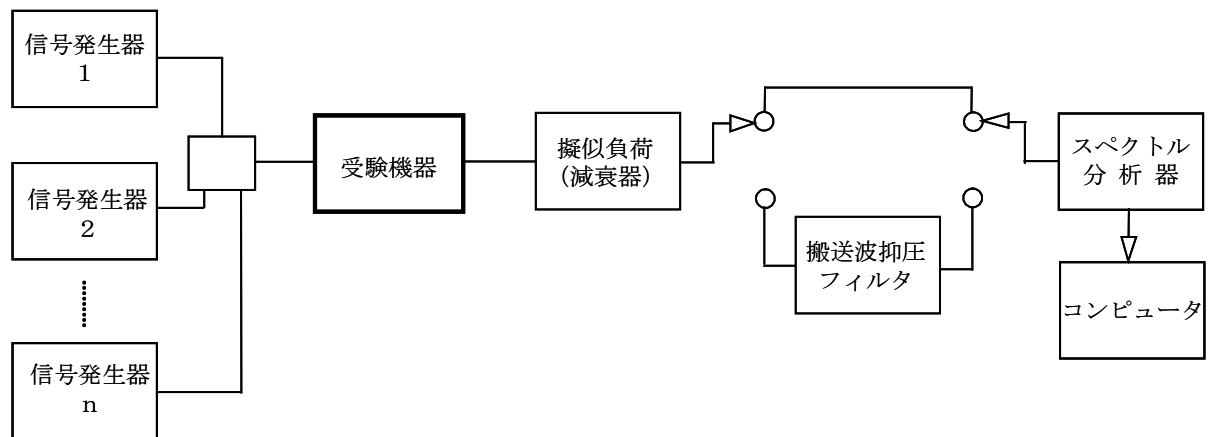 信号発生器
1
信号発生器
2
信号発生器
n
受験機器
擬似負荷
(減衰器)
搬送波抑圧
フィルタ
スペクトル
分 析 器
コンピュータ